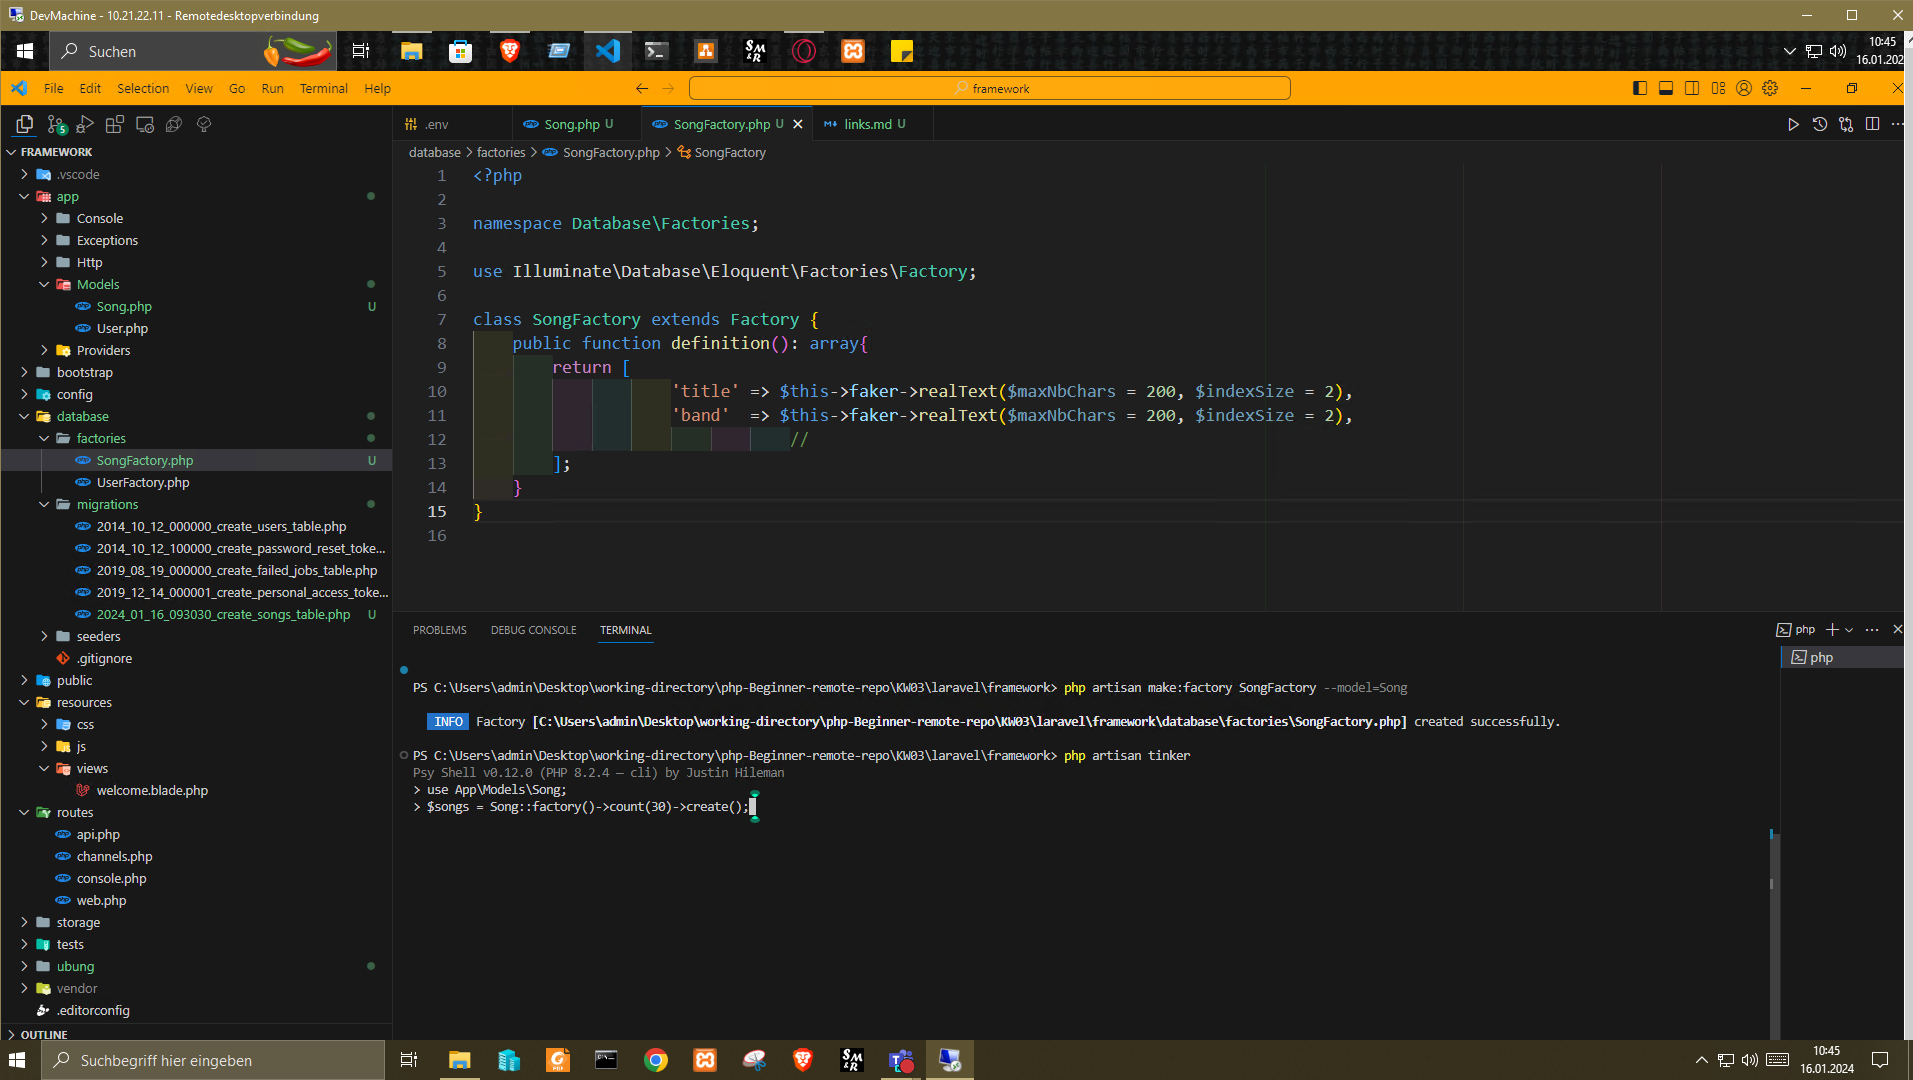 DevMachine - 10.21.22.11 - Remotedesktopverbindung
Suchen
10:45
16.01.202
File Edit Selection View Go Run Terminal Help
framework
5
.env
Song.php U
SongFactory.php U
links.md U
FRAMEWORK
database > factories > SongFactory.php > SongFactory
.vscode
app
Console
Exceptions
Http
Models
Song.php U
User.php
Providers
bootstrap
config
database
factories
SongFactory.php U
UserFactory.php
migrations
2014_10_12_000000_create_users_table.php
2014_10_12_100000_create_password_reset_toke...
2019_08_19_000000_create_failed_jobs_table.php
2019_12_14_000001_create_personal_access_toke...
2024_01_16_093030_create_songs_table.php U
seeders
.gitignore
public
resources
css
js
views
welcome.blade.php
routes
api.php
channels.php
console.php
web.php
storage
tests
ubung
vendor
.editorconfig
OUTLINE
1 <?php
2
3 namespace Database\Factories;
4
5 use Illuminate\Database\Eloquent\Factories\Factory;
6
7 class SongFactory extends Factory {
8 public function definition(): array{
9 return [
10 'title' => $this->faker->realText($maxNbChars = 200, $indexSize = 2),
11 'band'  => $this->faker->realText($maxNbChars = 200, $indexSize = 2),
12 //
13 ];
14 }
15 }
16
PROBLEMS DEBUG CONSOLE TERMINAL
php
php
PS C:\Users\admin\Desktop\working-directory\php-Beginner-remote-repo\KW03\laravel\framework> php artisan make:factory SongFactory --model=Song
INFO Factory [C:\Users\admin\Desktop\working-directory\php-Beginner-remote-repo\KW03\laravel\framework\database\factories\SongFactory.php] created successfully.
PS C:\Users\admin\Desktop\working-directory\php-Beginner-remote-repo\KW03\laravel\framework> php artisan tinker
Psy Shell v0.12.0 (PHP 8.2.4 — cli) by Justin Hileman
> use App\Models\Song;
> $songs = Song::factory()->count(30)->create();
Suchbegriff hier eingeben
10:45
16.01.2024